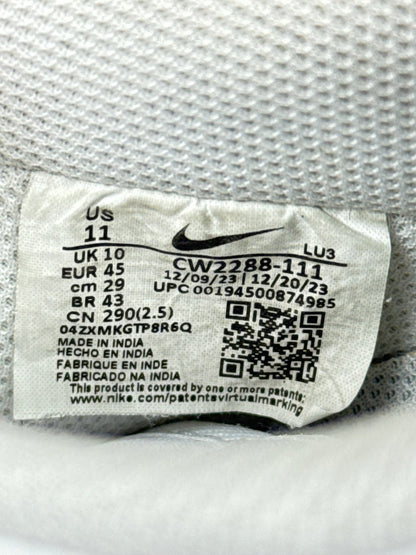 US
11
UK 10
EUR 45
cm 29
BR 43
CN 290(2.5)
04ZXMKGTP8R6Q
MADE IN INDIA
HECHO EN INDIA
FABRIQUE EN INDE
FABRICADO NA INDIA
LU3
CW2288-111
12/09/23 | 12/20/23
UPC 00194500874985
This product is covered by one or more patents:
www.nike.com/patentsvirtualmarking